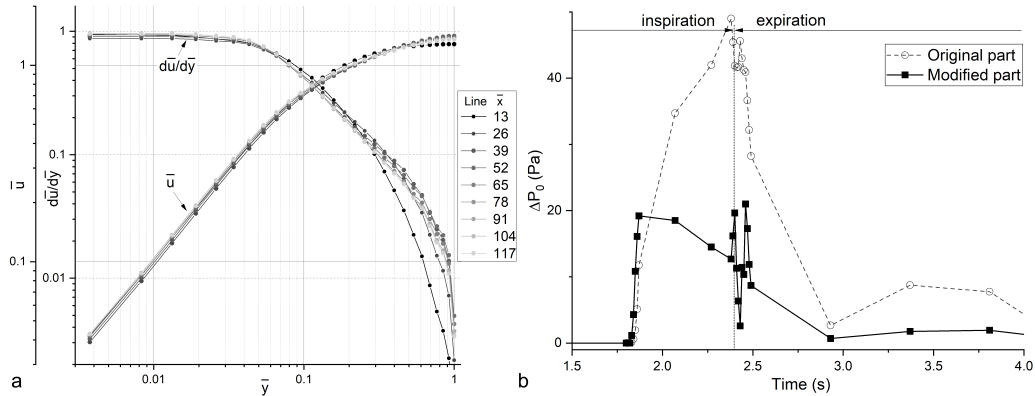 1
1
0.1
0.1
0.01
ū
dū/dȳ
dū/dȳ
ū
0.01
0.1
1
ȳ
a
Line x̄
13
26
39
52
65
78
91
104
117
inspiration
expiration
Original part
Modified part
40
20
0
ΔP₀ (Pa)
1.5
2.0
2.5
3.0
3.5
4.0
Time (s)
b